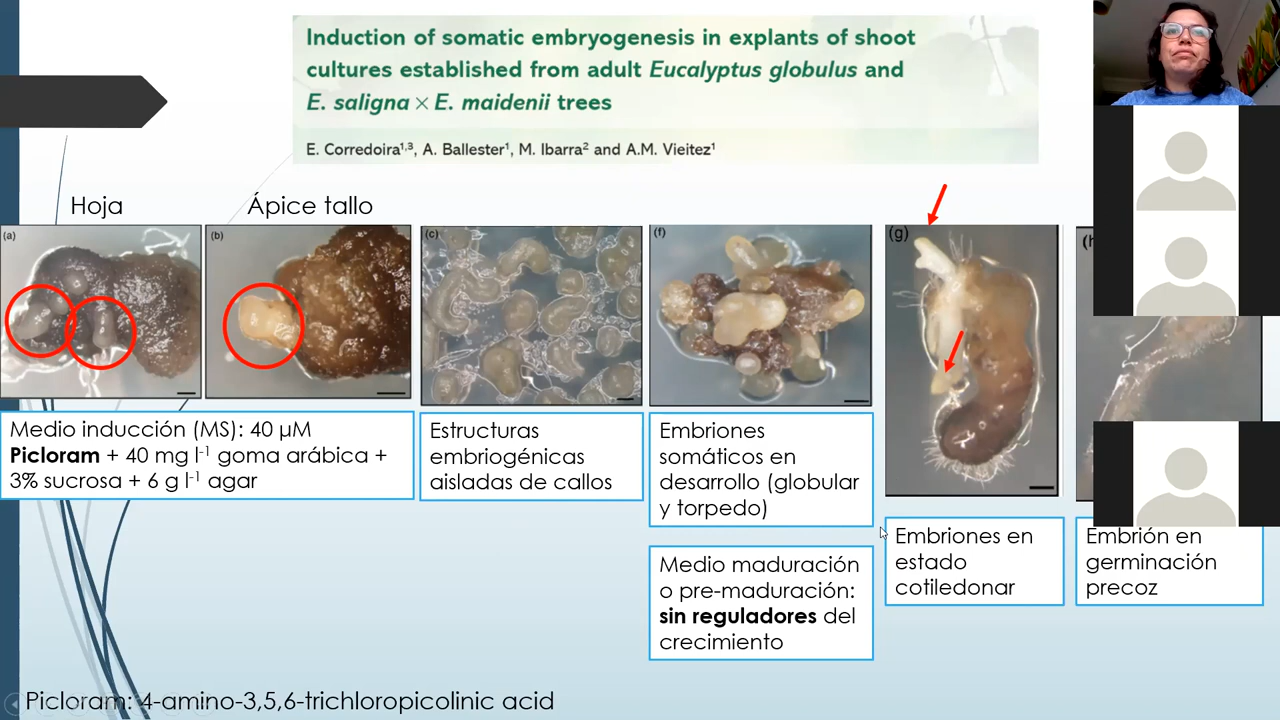 Induction of somatic embryogenesis in explants of shoot
cultures established from adult Eucalyptus globulus and
E. saligna × E. maidenii trees
E. Corredoira¹,³, A. Ballester¹, M. Ibarra² and A.M. Vieitez¹
Hoja
Ápice tallo
(a)
(b)
(c)
(f)
(g)
Medio inducción (MS): 40 µM
Picloram + 40 mg l⁻¹ goma arábica +
3% sucrosa + 6 g l⁻¹ agar
Estructuras
embriogénicas
aisladas de callos
Embriones
somáticos en
desarrollo (globular
y torpedo)
Medio maduración
o pre-maduración:
sin reguladores del
crecimiento
Embriones en
estado
cotiledonar
Embrión en
germinación
precoz
Picloram: 4-amino-3,5,6-trichloropicolinic acid